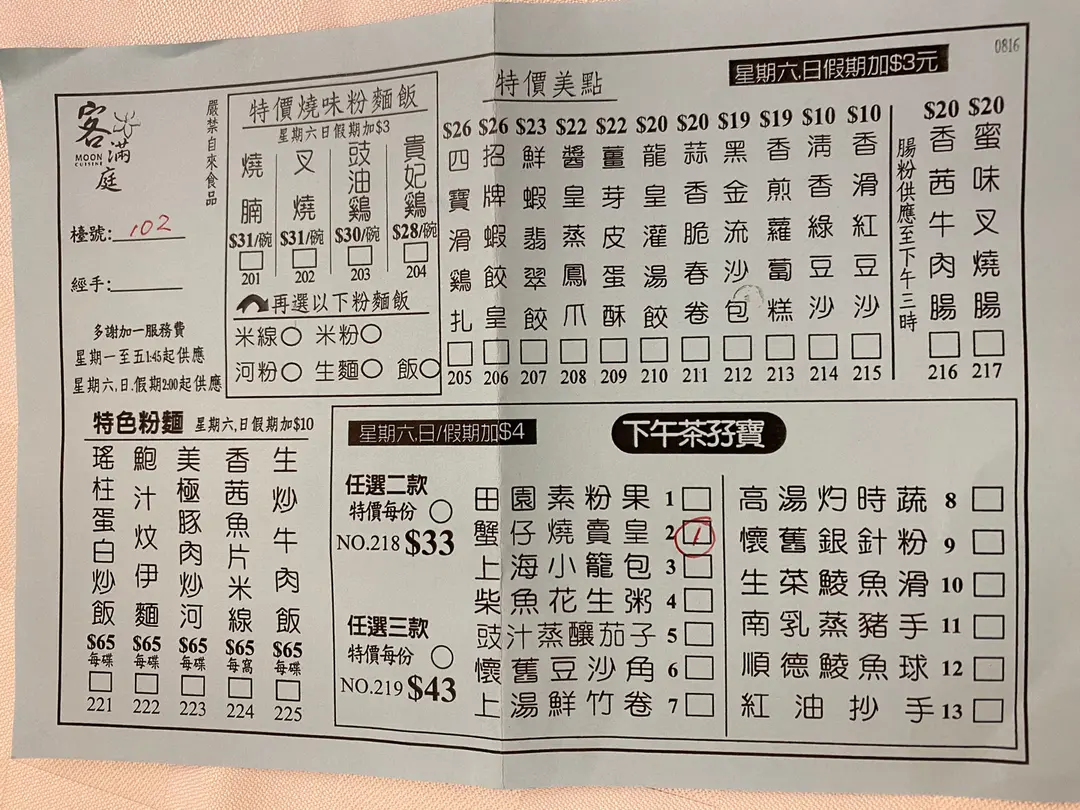 0816
客滿庭
MOON
CUISINE
嚴禁自來食品
檯號: 102
經手:
多謝加一服務費
星期一至五1:45起供應
星期六,日.假期2:00起供應
特價燒味粉麵飯
星期六日假期加$3
燒腩
$31/碗
201
叉燒
$31/碗
202
豉油鷄
$30/碗
203
貴妃鷄
$28/碗
204
再選以下粉麵飯
米線 米粉
河粉 生麵 飯
特價美點
星期六,日假期加$3元
$26
四寶滑鷄扎
205
$26
招牌蝦餃皇
206
$23
鮮蝦翡翠餃
207
$22
醬皇蒸鳳爪
208
$22
薑芽皮蛋酥
209
$20
龍皇灌湯餃
210
$20
蒜香脆春卷
211
$19
黑金流沙包
212
$19
香煎蘿蔔糕
213
$10
清香綠豆沙
214
$10
香滑紅豆沙
215
腸粉供應至下午三時
$20
香茜牛肉腸
216
$20
蜜味叉燒腸
217
特色粉麵 星期六,日假期加$10
瑤柱蛋白炒飯
$65
每碟
221
鮑汁炆伊麵
$65
每碟
222
美極豚肉炒河
$65
每碟
223
香茜魚片米線
$65
每窩
224
生炒牛肉飯
$65
每碟
225
星期六,日/假期加$4
下午茶孖寶
任選二款
特價每份
NO.218 $33
任選三款
特價每份
NO.219 $43
田園素粉果 1
蟹仔燒賣皇 2 1
上海小籠包 3
柴魚花生粥 4
豉汁蒸釀茄子 5
懷舊豆沙角 6
上湯鮮竹卷 7
高湯灼時蔬 8
懷舊銀針粉 9
生菜鯪魚滑 10
南乳蒸豬手 11
順德鯪魚球 12
紅油抄手 13